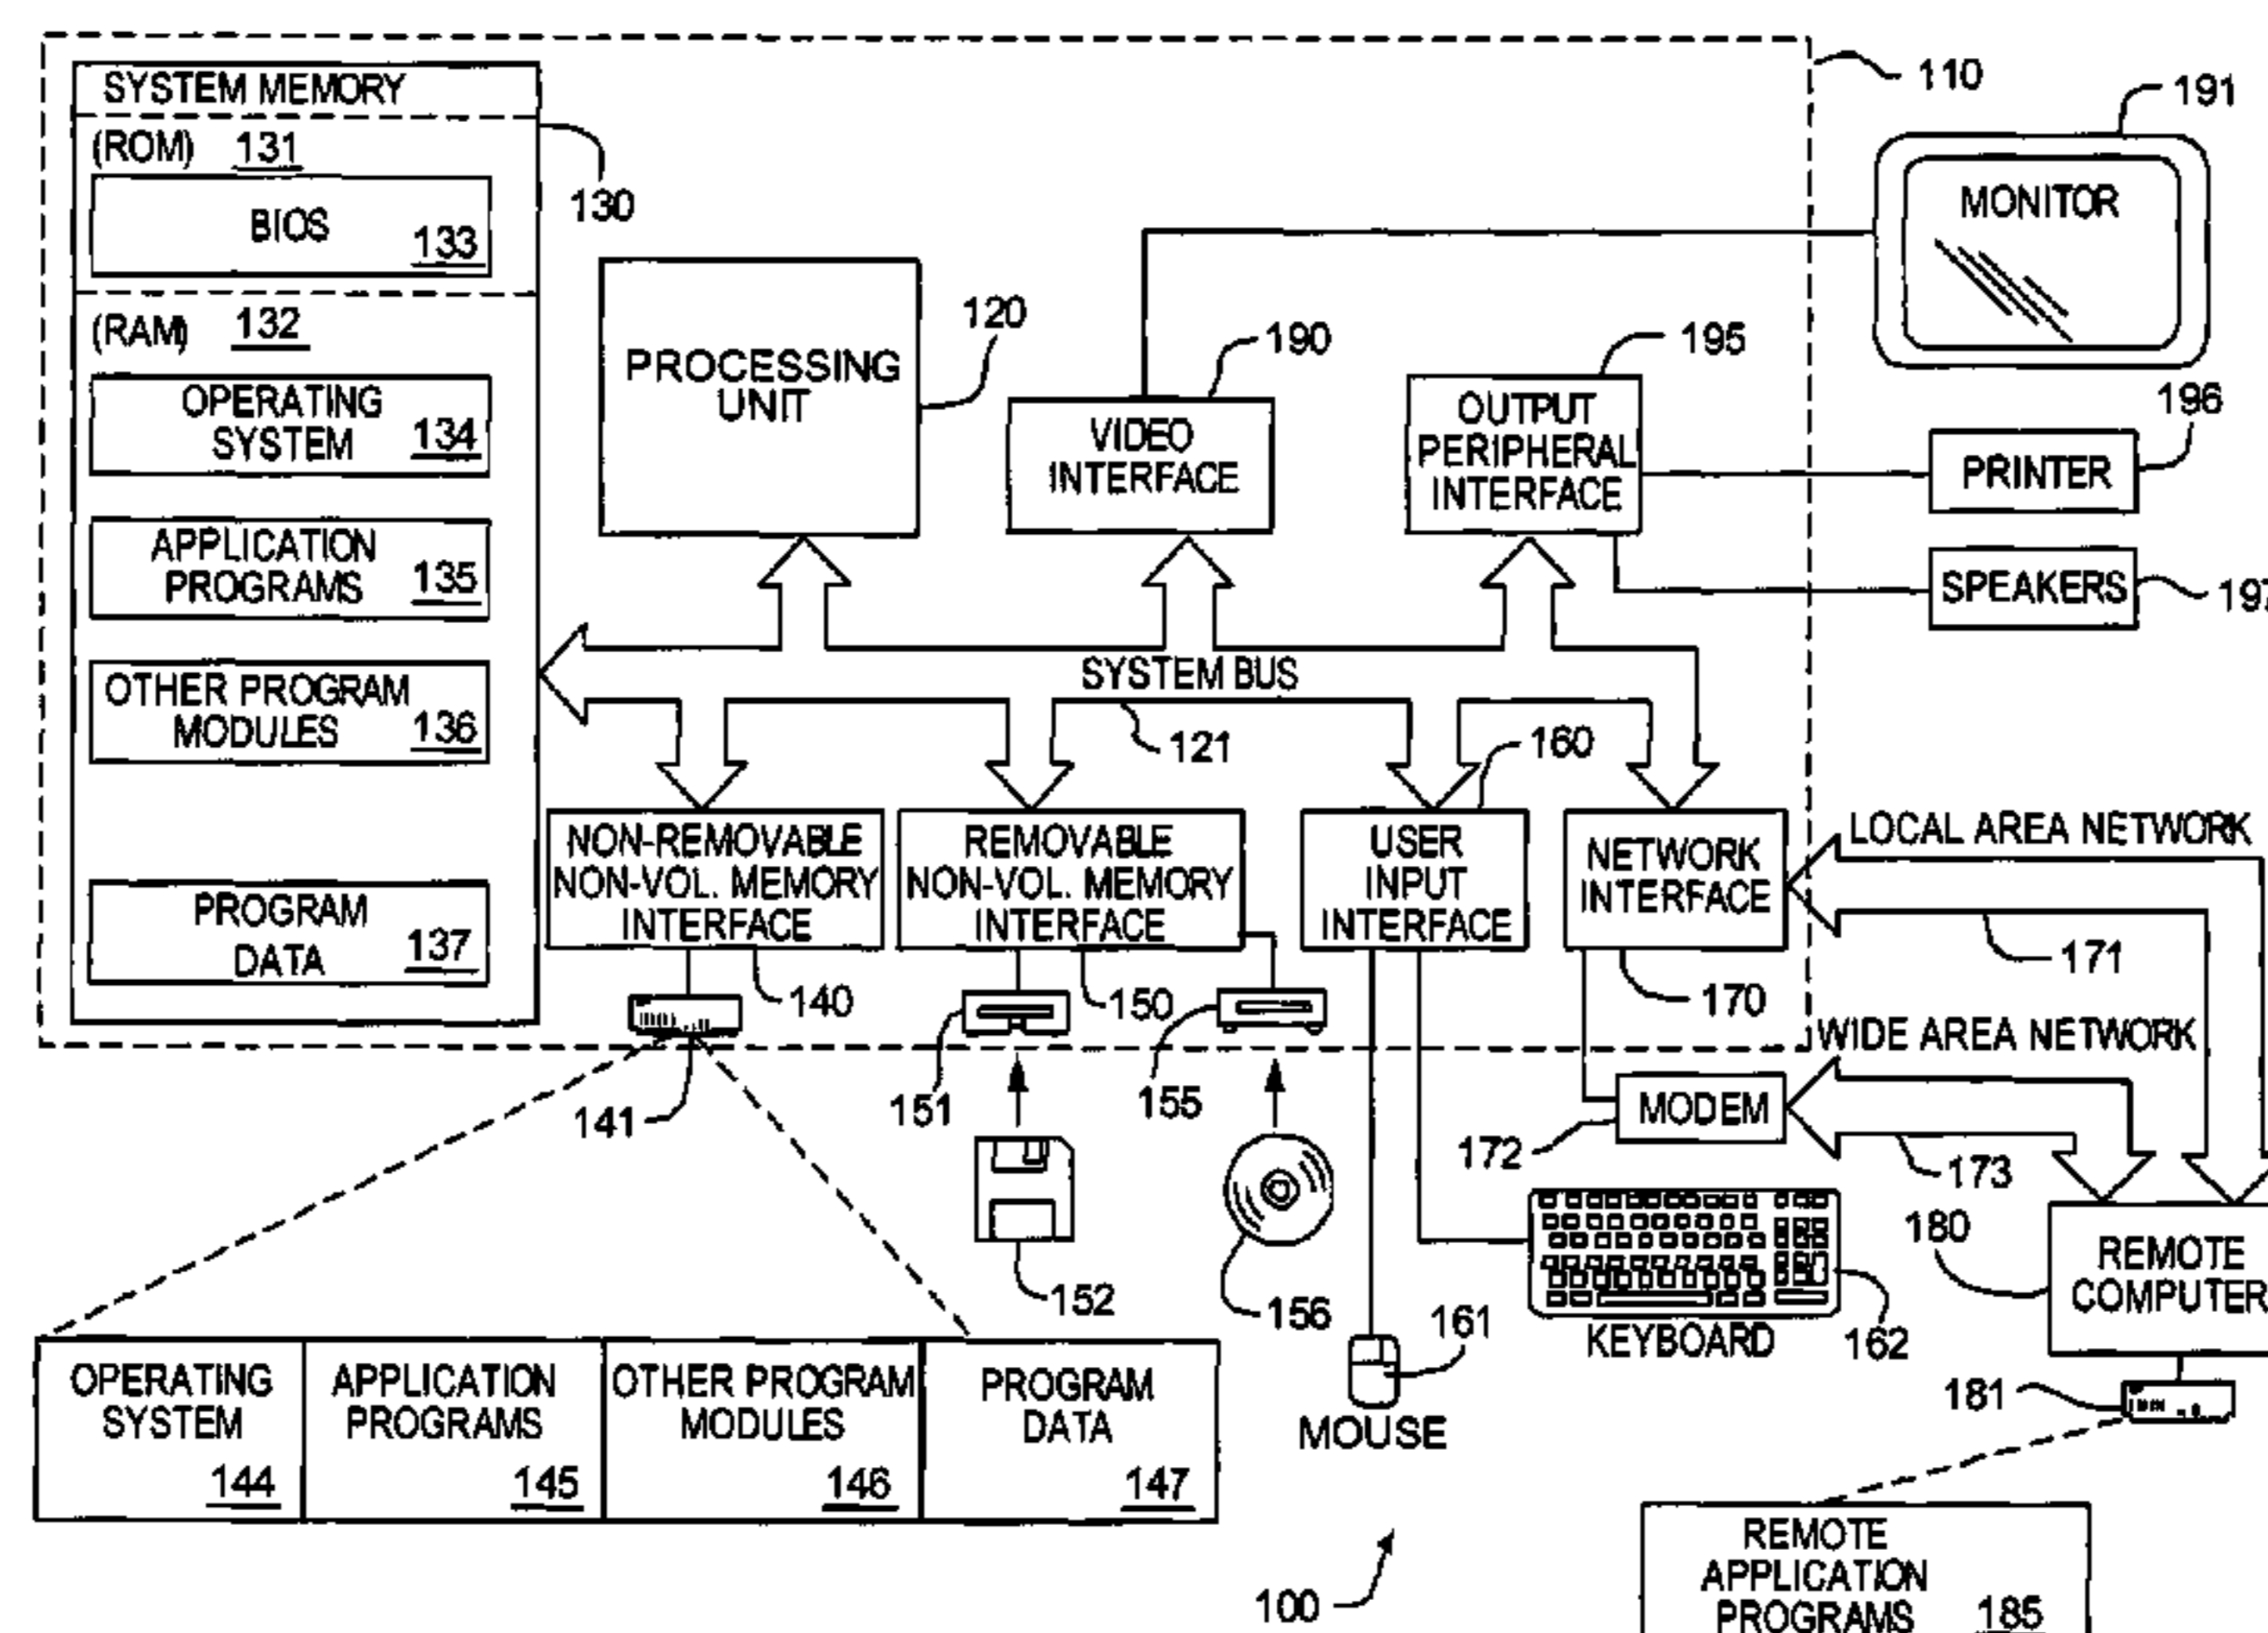 110
191
SYSTEM MEMORY
(ROM) 131
130
BIOS 133
MONITOR
(RAM) 132
OPERATING
SYSTEM 134
APPLICATION
PROGRAMS 135
OTHER PROGRAM
MODULES 136
PROGRAM
DATA 137
PROCESSING
UNIT
120
VIDEO
INTERFACE
190
OUTPUT
PERIPHERAL
INTERFACE
195
PRINTER
196
SPEAKERS
197
SYSTEM BUS
121
160
NON-REMOVABLE
NON-VOL. MEMORY
INTERFACE
REMOVABLE
NON-VOL. MEMORY
INTERFACE
USER
INPUT
INTERFACE
NETWORK
INTERFACE
LOCAL AREA NETWORK
171
140
150
155
170
WIDE AREA NETWORK
141
151
MODEM
172
173
152
156
161
MOUSE
KEYBOARD
162
180
REMOTE
COMPUTER
181
OPERATING
SYSTEM
144
APPLICATION
PROGRAMS
145
OTHER PROGRAM
MODULES
146
PROGRAM
DATA
147
100
REMOTE
APPLICATION
PROGRAMS 185